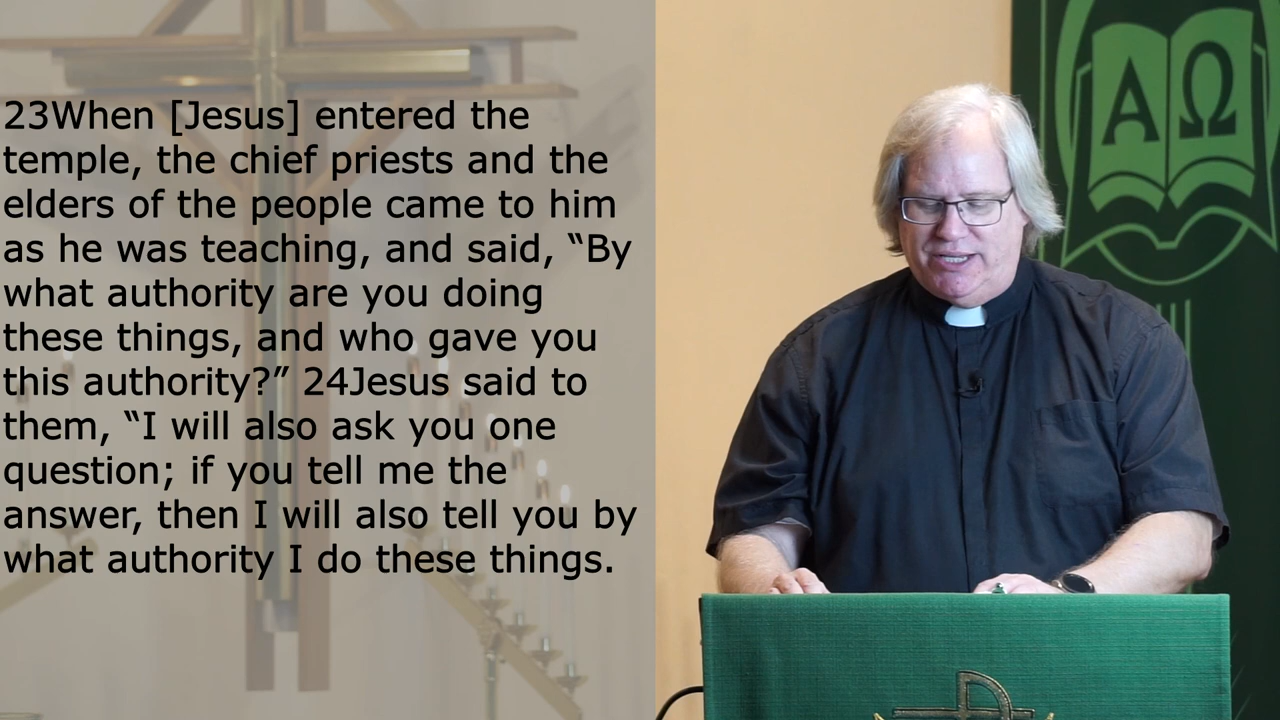 23When [Jesus] entered the
temple, the chief priests and the
elders of the people came to him
as he was teaching, and said, “By
what authority are you doing
these things, and who gave you
this authority?” 24Jesus said to
them, “I will also ask you one
question; if you tell me the
answer, then I will also tell you by
what authority I do these things.
Α Ω